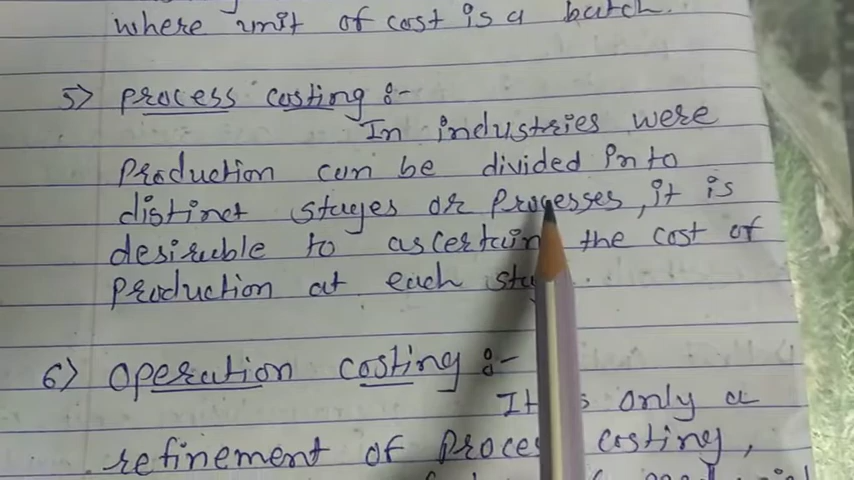 where unit of cost is a batch.
5) process costing :-
In industries were
production can be divided into
distinct stages or processes, it is
desirable to ascertain the cost of
production at each
6) Operation costing :-
It only a
refinement of costing,